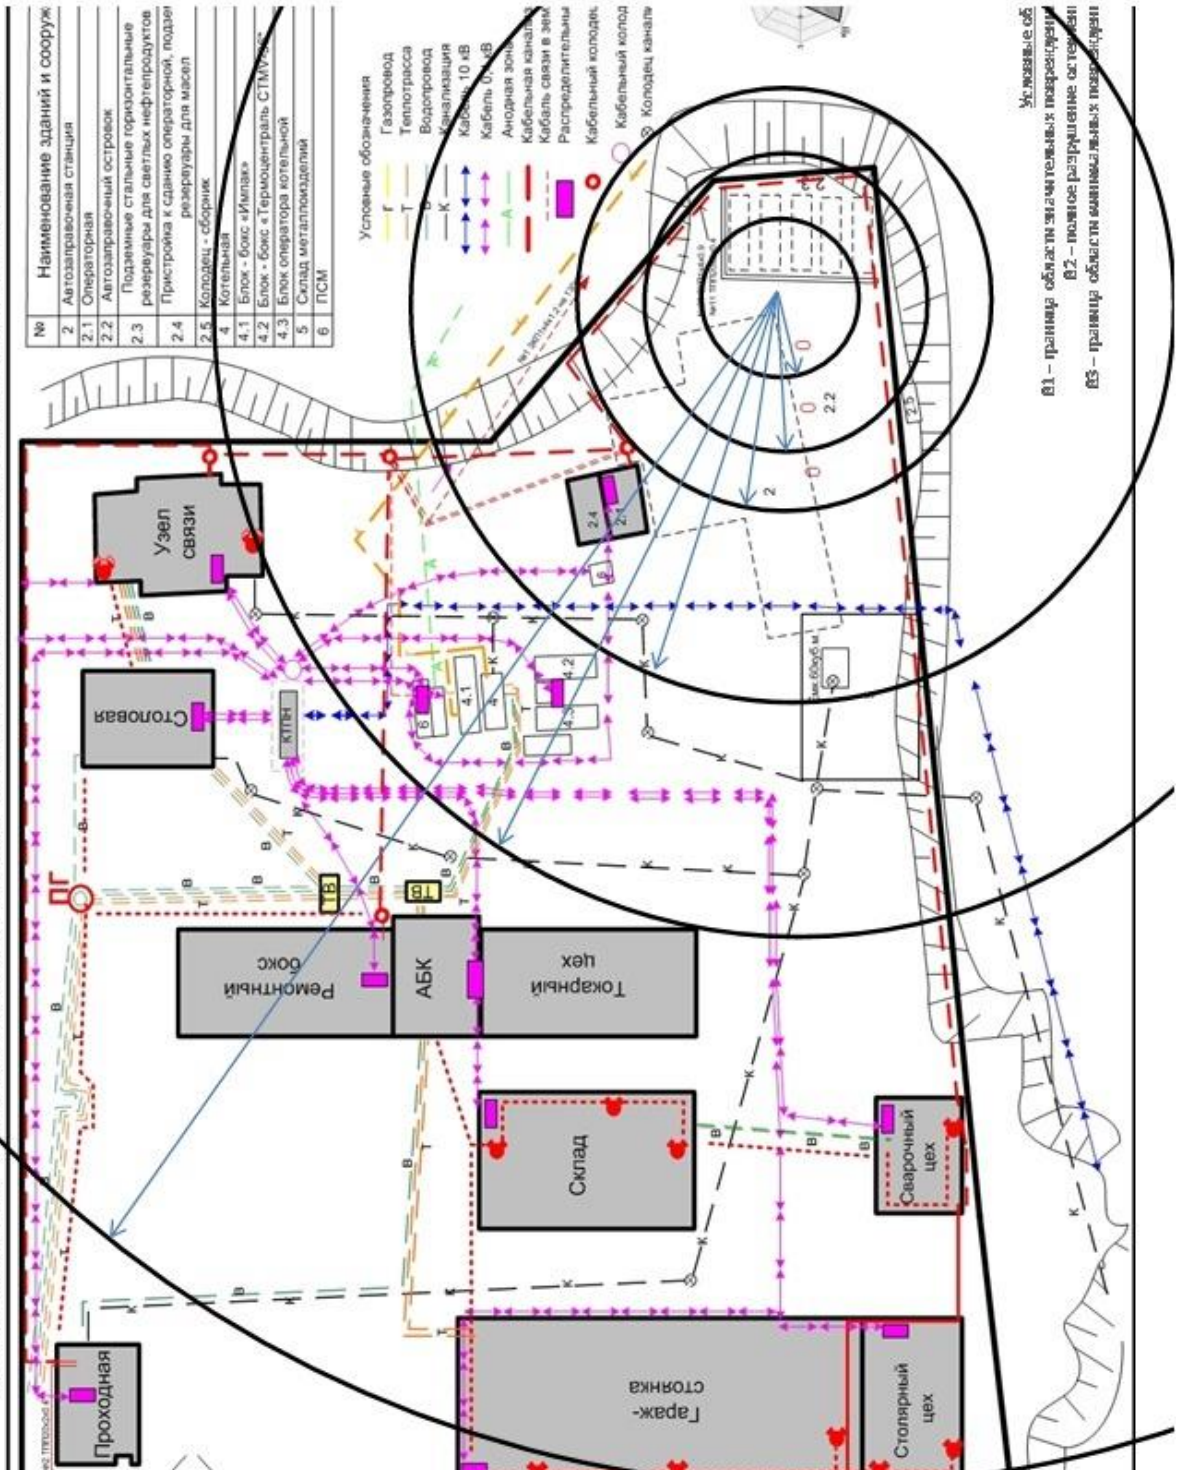 № Наименование зданий и сооруж
2 Автозаправочная станция
2.1 Операторная
2.2 Автозаправочный островок
2.3 Подземные стальные горизонтальные
резервуары для светлых нефтепродуктов
2.4 Пристройка к зданию операторной, подзе
резервуары для масел
2.5 Колодец - сборник
4 Котельная
4.1 Блок - бокс «Импак»
4.2 Блок - бокс «Термоцентраль
4.3 Блок оператора котельной
5 Склад металлоизделий
6 ПСМ
Условные обозначения
Г Газопровод
Т Теплотрасса
В Водопровод
К Канализация
Кабель 10 кВ
Кабель 0, кВ
А Анодная зона
Кабельная канализ
Кабаль связи в зем
Распределительны
Кабельный колодец
Кабельный колод
Колодец канали
Условные об
R1 – граница области значительных повреждени
R2 – полное разрушение остеклени
R3 – граница области минимальных повреждени
Узел
связи
Столовая
КТПН
2.4
2.1
2.2
2
2.3
2.5
6
4.1
4
4.2
6
ПГ
ТВ
ТВ
Ремонтный
бокс
АБК
Токарный
цех
Склад
Сварочный
цех
Проходная
Гараж-
стоянка
Столярный
цех